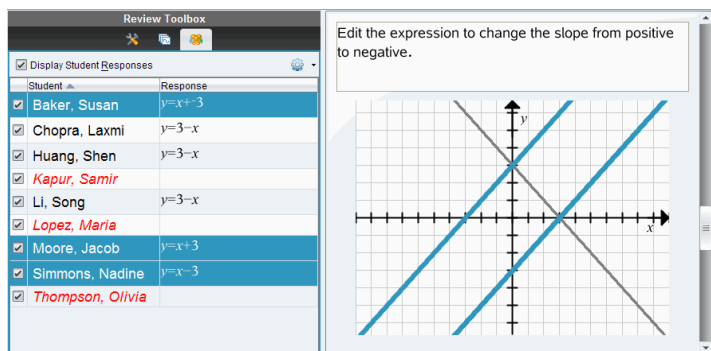 Review Toolbox
Display Student Responses
Student Response
Baker, Susan y=x+⁻3
Chopra, Laxmi y=3−x
Huang, Shen y=3−x
Kapur, Samir
Li, Song y=3−x
Lopez, Maria
Moore, Jacob y=x+3
Simmons, Nadine y=x−3
Thompson, Olivia
Edit the expression to change the slope from positive
to negative.
y
x